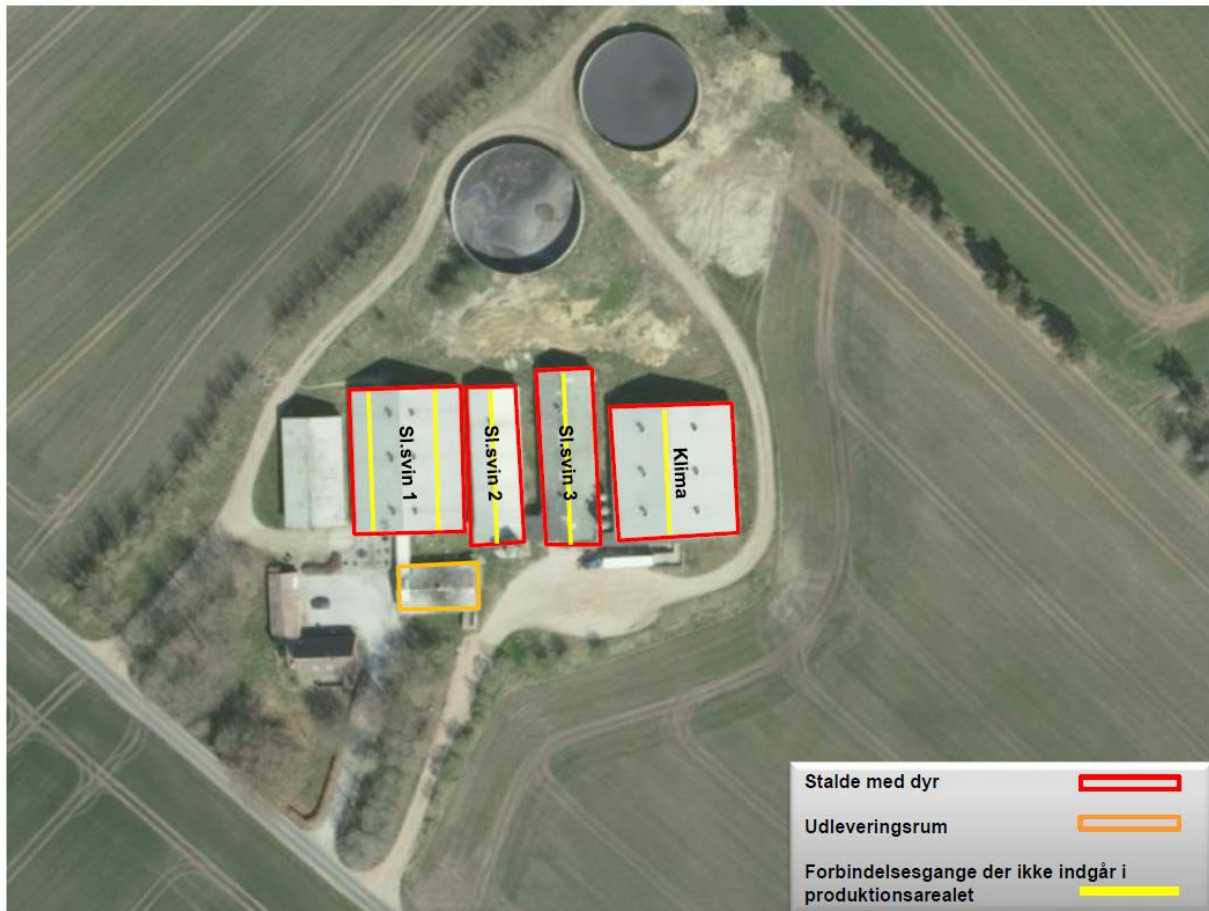 Sl.svin 1
Sl.svin 2
Sl.svin 3
Klima
Stalde med dyr
Udleveringsrum
Forbindelsesgange der ikke indgår i
produktionsarealet